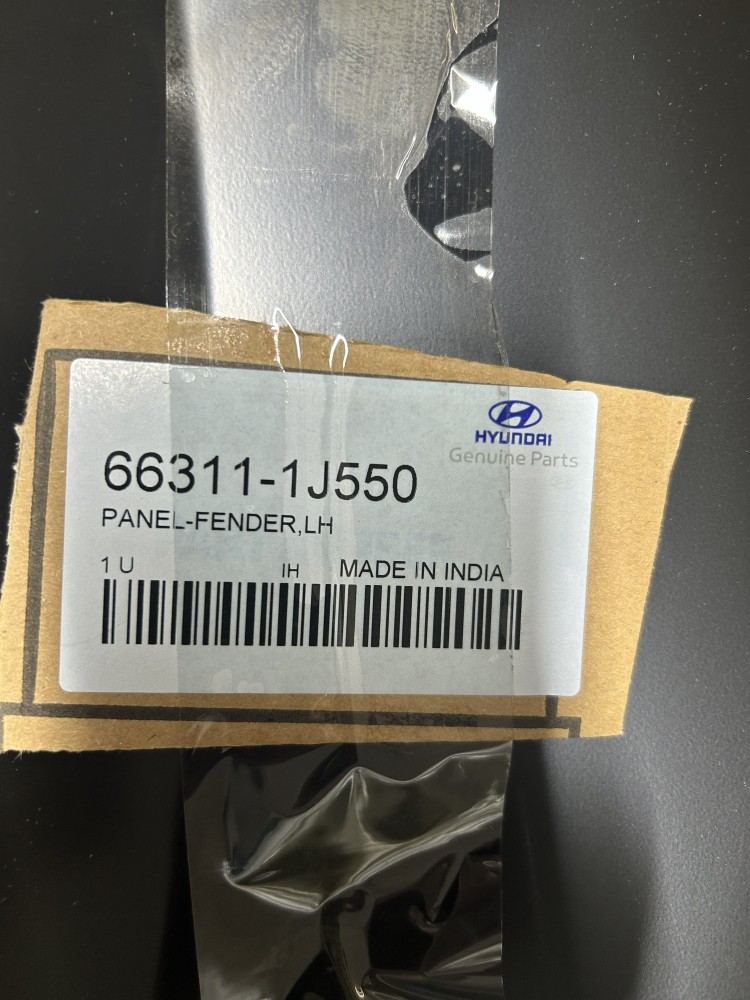 HYUNDAI
Genuine Parts
66311-1J550
PANEL-FENDER,LH
1 U IH MADE IN INDIA